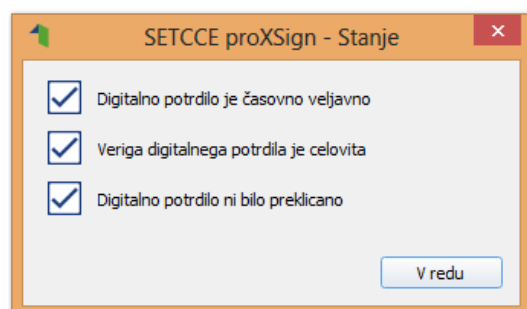 SETCCE proXSign - Stanje
Digitalno potrdilo je časovno veljavno
Veriga digitalnega potrdila je celovita
Digitalno potrdilo ni bilo preklicano
V redu